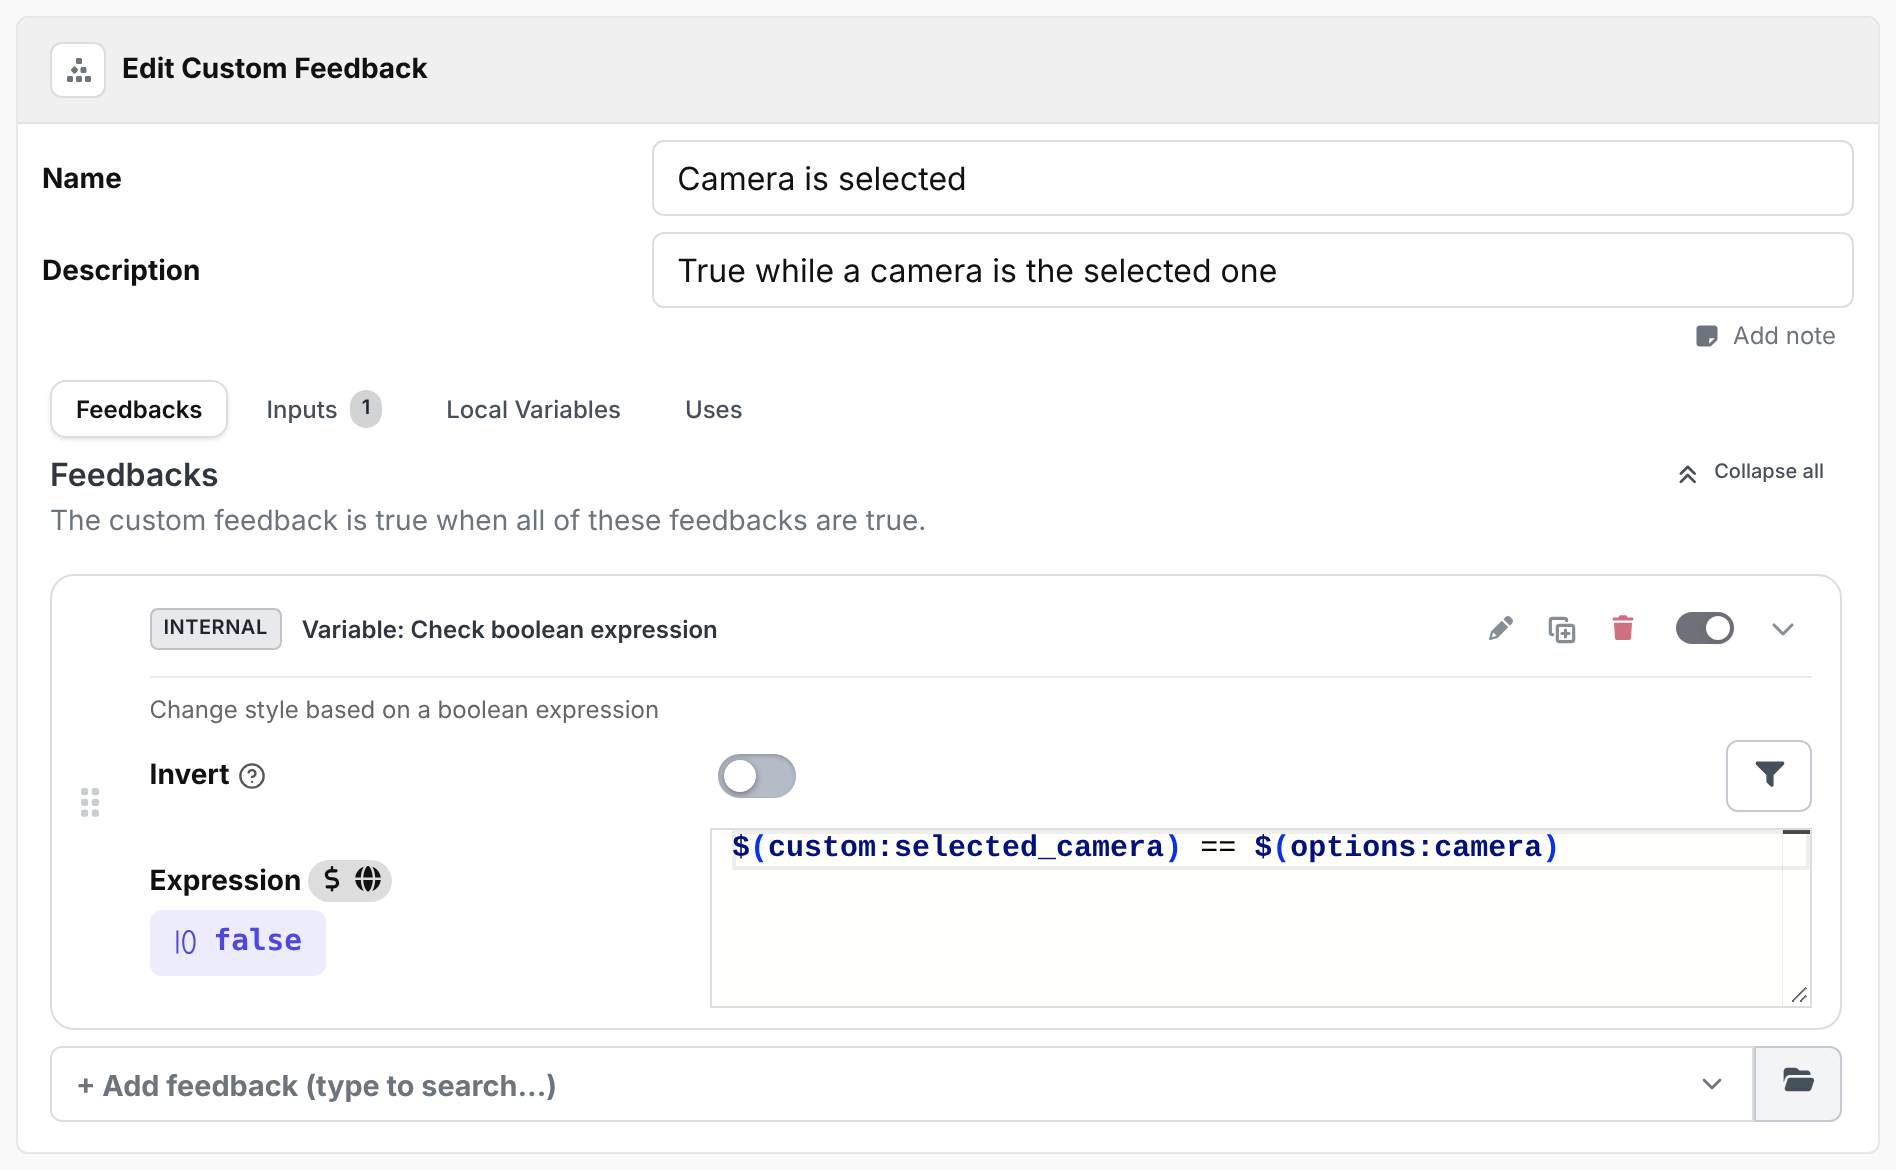 Edit Custom Feedback
Name
Camera is selected
Description
True while a camera is the selected one
Add note
Feedbacks
Inputs 1
Local Variables
Uses
Feedbacks
Collapse all
The custom feedback is true when all of these feedbacks are true.
INTERNAL
Variable: Check boolean expression
Change style based on a boolean expression
Invert
$(custom:selected_camera) == $(options:camera)
Expression $
false
+ Add feedback (type to search...)